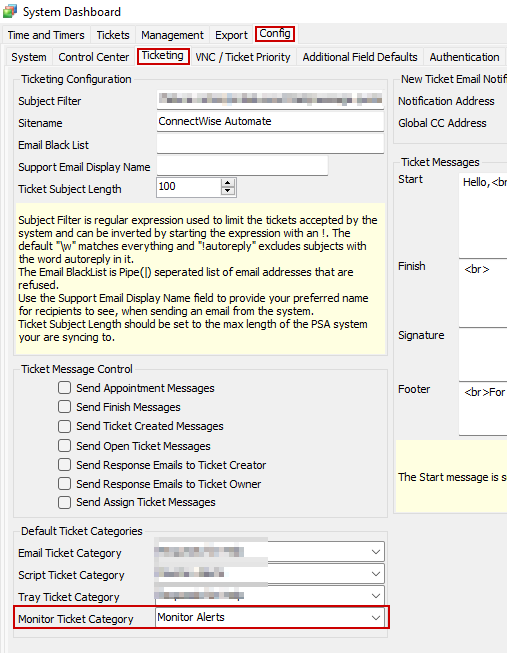 System Dashboard
Time and Timers Tickets Management Export Config
System Control Center Ticketing VNC / Ticket Priority Additional Field Defaults Authentication
Ticketing Configuration
Subject Filter
Sitename ConnectWise Automate
Email Black List
Support Email Display Name
Ticket Subject Length 100
Subject Filter is regular expression used to limit the tickets accepted by the
system and can be inverted by starting the expression with an !. The
default "\w" matches everything and "!autoreply" excludes subjects with
the word autoreply in it.
The Email BlackList is Pipe(|) seperated list of email addresses that are
refused.
Use the Support Email Display Name field to provide your preferred name
for recipients to see, when sending an email from the system.
Ticket Subject Length should be set to the max length of the PSA system
your are syncing to.
Ticket Message Control
Send Appointment Messages
Send Finish Messages
Send Ticket Created Messages
Send Open Ticket Messages
Send Response Emails to Ticket Creator
Send Response Emails to Ticket Owner
Send Assign Ticket Messages
Default Ticket Categories
Email Ticket Category
Script Ticket Category
Tray Ticket Category
Monitor Ticket Category Monitor Alerts
New Ticket Email Notifi
Notification Address
Global CC Address
Ticket Messages
Start Hello,<br
Finish <br>
Signature
Footer <br>For
The Start message is s